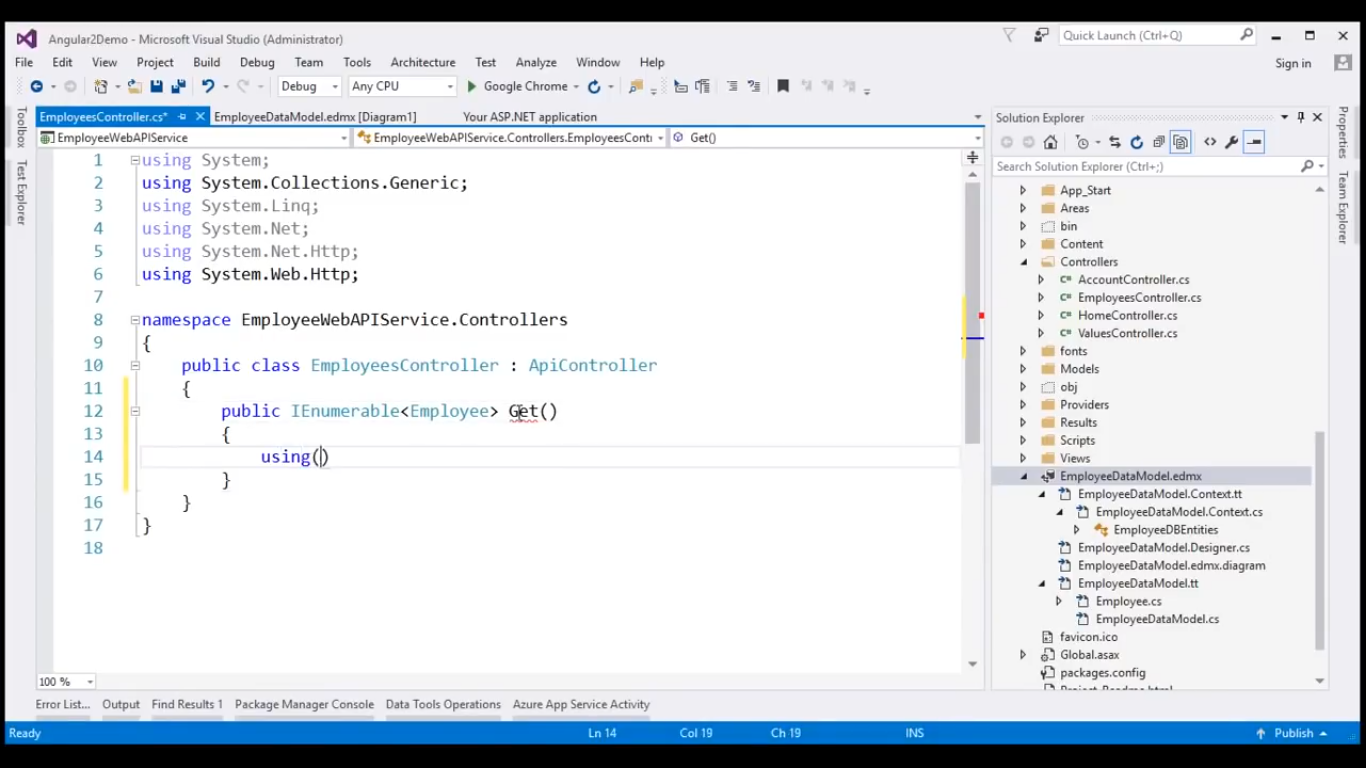 Angular2Demo - Microsoft Visual Studio (Administrator)
Quick Launch (Ctrl+Q)
File Edit View Project Build Debug Team Tools Architecture Test Analyze Window Help
Sign in
Debug Any CPU Google Chrome
Toolbox
Test Explorer
EmployeesController.cs* EmployeeDataModel.edmx [Diagram1] Your ASP.NET application
EmployeeWebAPIService EmployeeWebAPIService.Controllers.EmployeesConti Get()
1 using System;
2 using System.Collections.Generic;
3 using System.Linq;
4 using System.Net;
5 using System.Net.Http;
6 using System.Web.Http;
7
8 namespace EmployeeWebAPIService.Controllers
9 {
10 public class EmployeesController : ApiController
11 {
12 public IEnumerable<Employee> Get()
13 {
14 using()
15 }
16 }
17 }
18
100 %
Solution Explorer
Search Solution Explorer (Ctrl+;)
App_Start
Areas
bin
Content
Controllers
AccountController.cs
EmployeesController.cs
HomeController.cs
ValuesController.cs
fonts
Models
obj
Providers
Results
Scripts
Views
EmployeeDataModel.edmx
EmployeeDataModel.Context.tt
EmployeeDataModel.Context.cs
EmployeeDBEntities
EmployeeDataModel.Designer.cs
EmployeeDataModel.edmx.diagram
EmployeeDataModel.tt
Employee.cs
EmployeeDataModel.cs
favicon.ico
Global.asax
packages.config
Project_Readme.html
Properties
Team Explorer
Error List... Output Find Results 1 Package Manager Console Data Tools Operations Azure App Service Activity
Ready Ln 14 Col 19 Ch 19 INS Publish